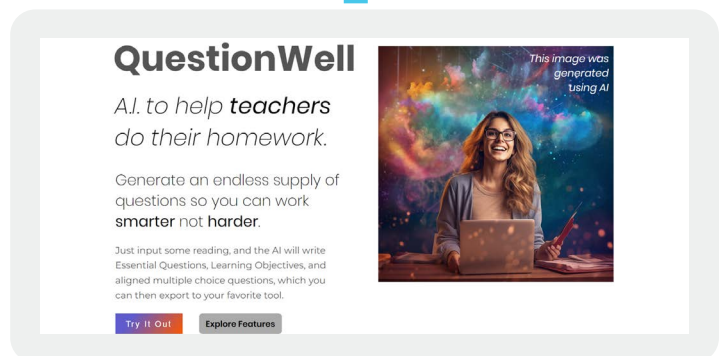 QuestionWell
A.I. to help teachers
do their homework.
Generate an endless supply of
questions so you can work
smarter not harder.
Just input some reading, and the AI will write
Essential Questions, Learning Objectives, and
aligned multiple choice questions, which you
can then export to your favorite tool.
Try It Out
Explore Features
This image was
generated
using AI